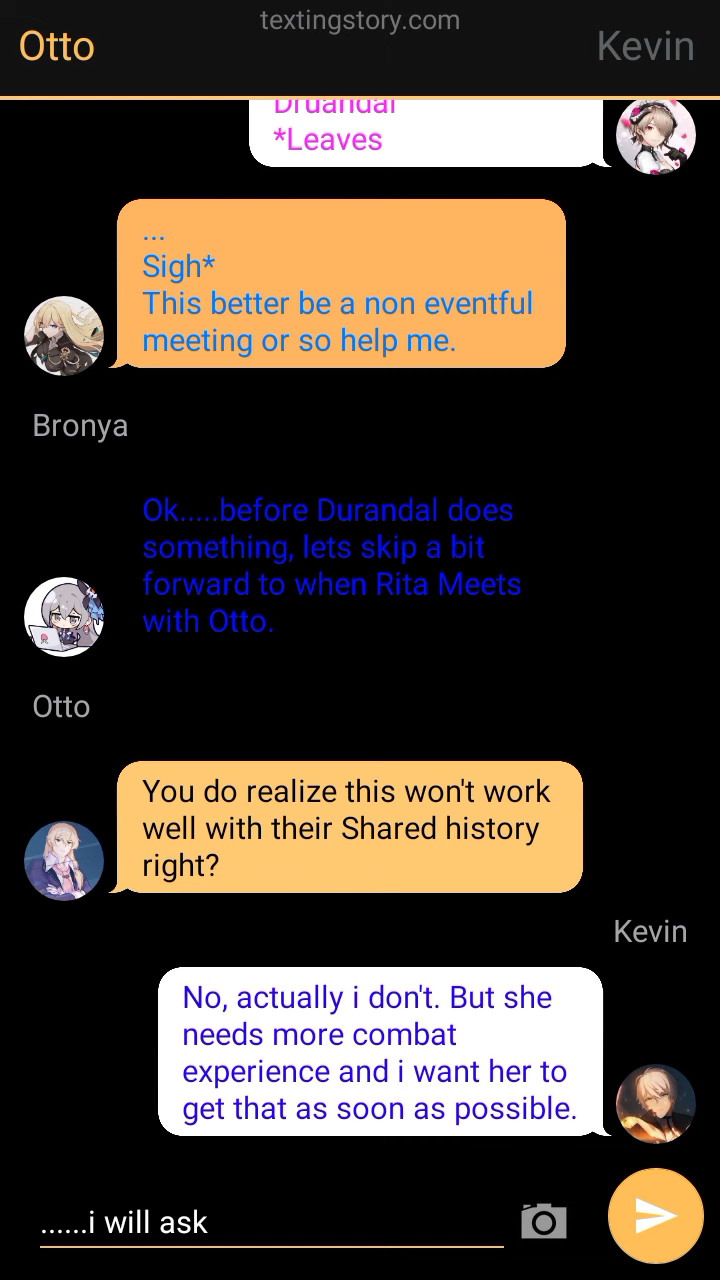 textingstory.com
Otto
Kevin
Druandal
*Leaves
...
Sigh*
This better be a non eventful
meeting or so help me.
Bronya
Ok.....before Durandal does
something, lets skip a bit
forward to when Rita Meets
with Otto.
Otto
You do realize this won't work
well with their Shared history
right?
Kevin
No, actually i don't. But she
needs more combat
experience and i want her to
get that as soon as possible.
......i will ask